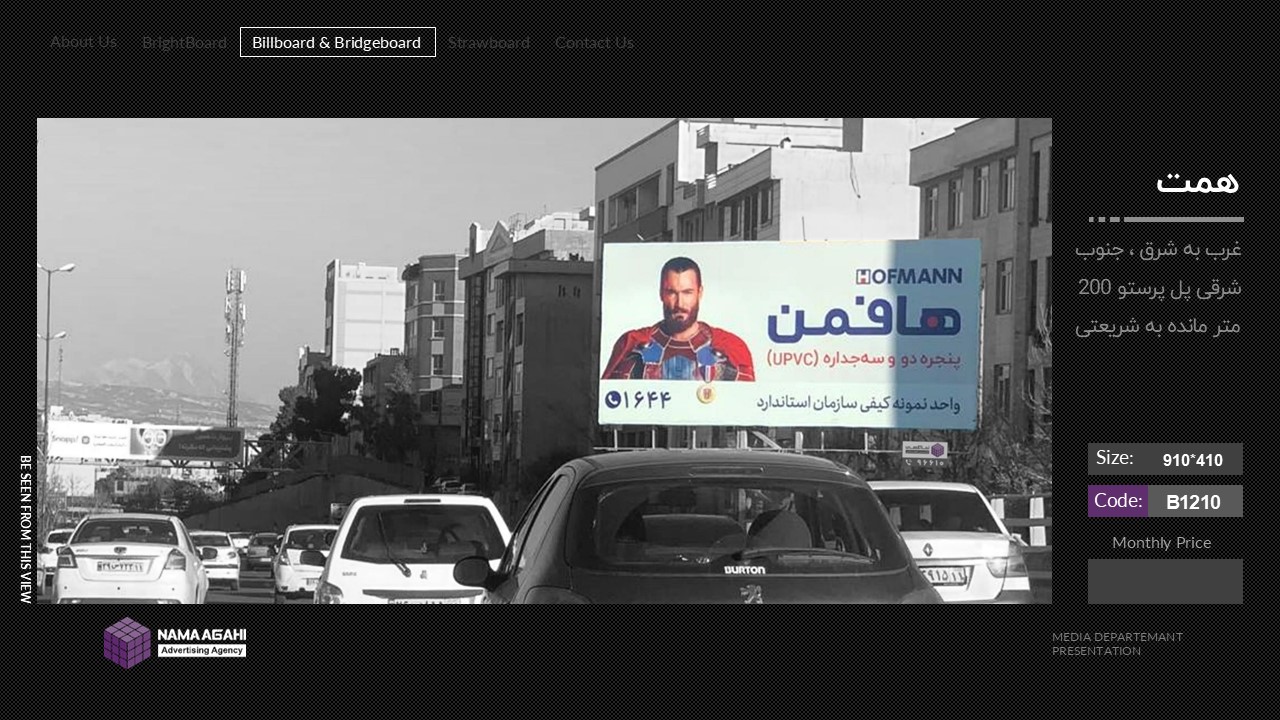 About Us
BrightBoard
Billboard & Bridgeboard
Strawboard
Contact Us
همت
غرب به شرق ، جنوب
شرقی پل پرستو 200
متر مانده به شریعتی
HOFMANN
هافمن
پنجره دو و سه‌جداره (UPVC)
واحد نمونه کیفی سازمان استاندارد
۱۶۴۴
Snapp!
۹۶۶۱۰
BURTON
BE SEEN FROM THIS VIEW
Size: 910*410
Code: B1210
Monthly Price
NAMA AGAHI
Advertising Agency
MEDIA DEPARTEMANT
PRESENTATION